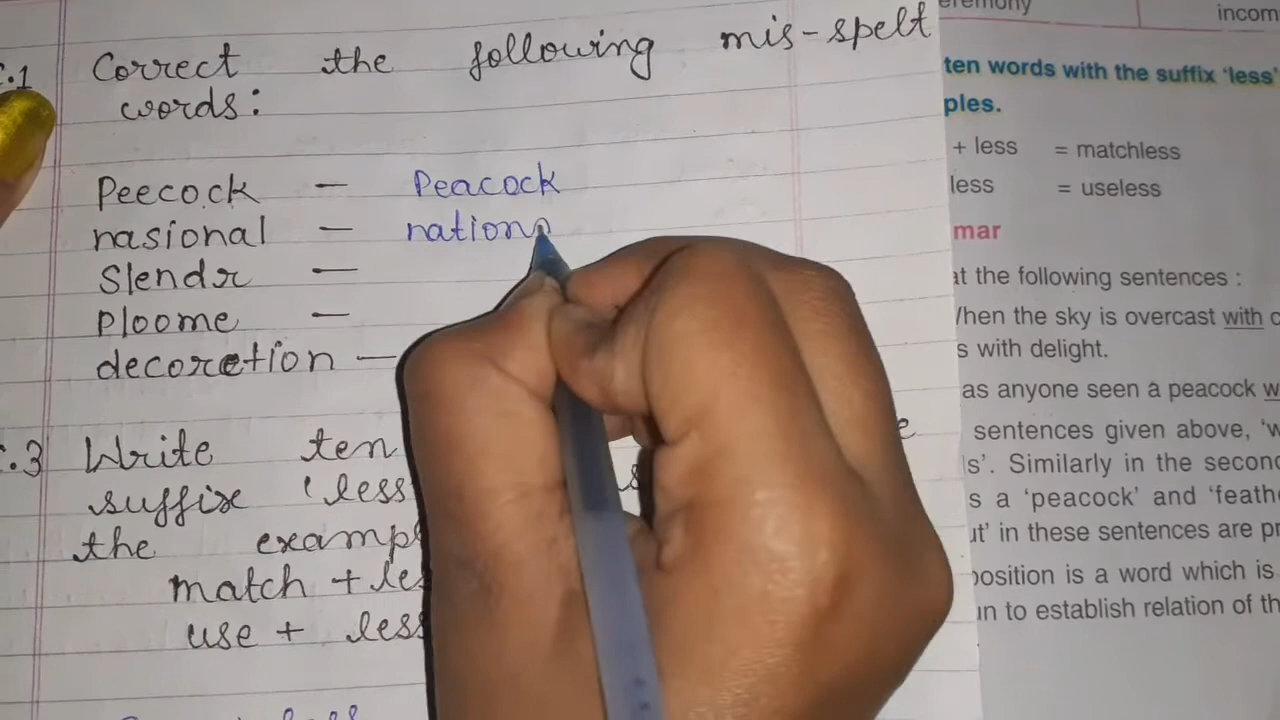 Correct the following mis-spelt
words:
Peecock – Peacock
nasional – nation
Slendr –
Ploome –
decoretion –
Write ten
suffix 'less
the examp
match + les
use + less
incom
ten words with the suffix 'less'
ples.
+ less = matchless
less = useless
mar
at the following sentences :
When the sky is overcast with
s with delight.
as anyone seen a peacock w
sentences given above, 'w
ls'. Similarly in the second
s a 'peacock' and 'feath
ut' in these sentences are pr
position is a word which is
un to establish relation of th